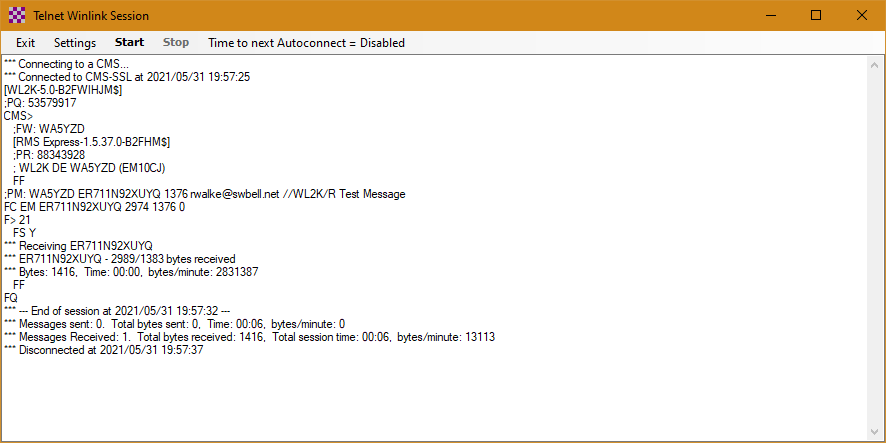 Telnet Winlink Session
Exit Settings Start Stop Time to next Autoconnect = Disabled
*** Connecting to a CMS...
*** Connected to CMS-SSL at 2021/05/31 19:57:25
[WL2K-5.0-B2FWIHJM$]
;PQ: 53579917
CMS>
;FW: WA5YZD
[RMS Express-1.5.37.0-B2FHM$]
;PR: 88343928
; WL2K DE WA5YZD (EM10CJ)
FF
;PM: WA5YZD ER711N92XUYQ 1376 rwalke@swbell.net //WL2K/R Test Message
FC EM ER711N92XUYQ 2974 1376 0
F> 21
FS Y
*** Receiving ER711N92XUYQ
*** ER711N92XUYQ - 2989/1383 bytes received
*** Bytes: 1416, Time: 00:00, bytes/minute: 2831387
FF
FQ
*** --- End of session at 2021/05/31 19:57:32 ---
*** Messages sent: 0. Total bytes sent: 0, Time: 00:06, bytes/minute: 0
*** Messages Received: 1. Total bytes received: 1416, Total session time: 00:06, bytes/minute: 13113
*** Disconnected at 2021/05/31 19:57:37